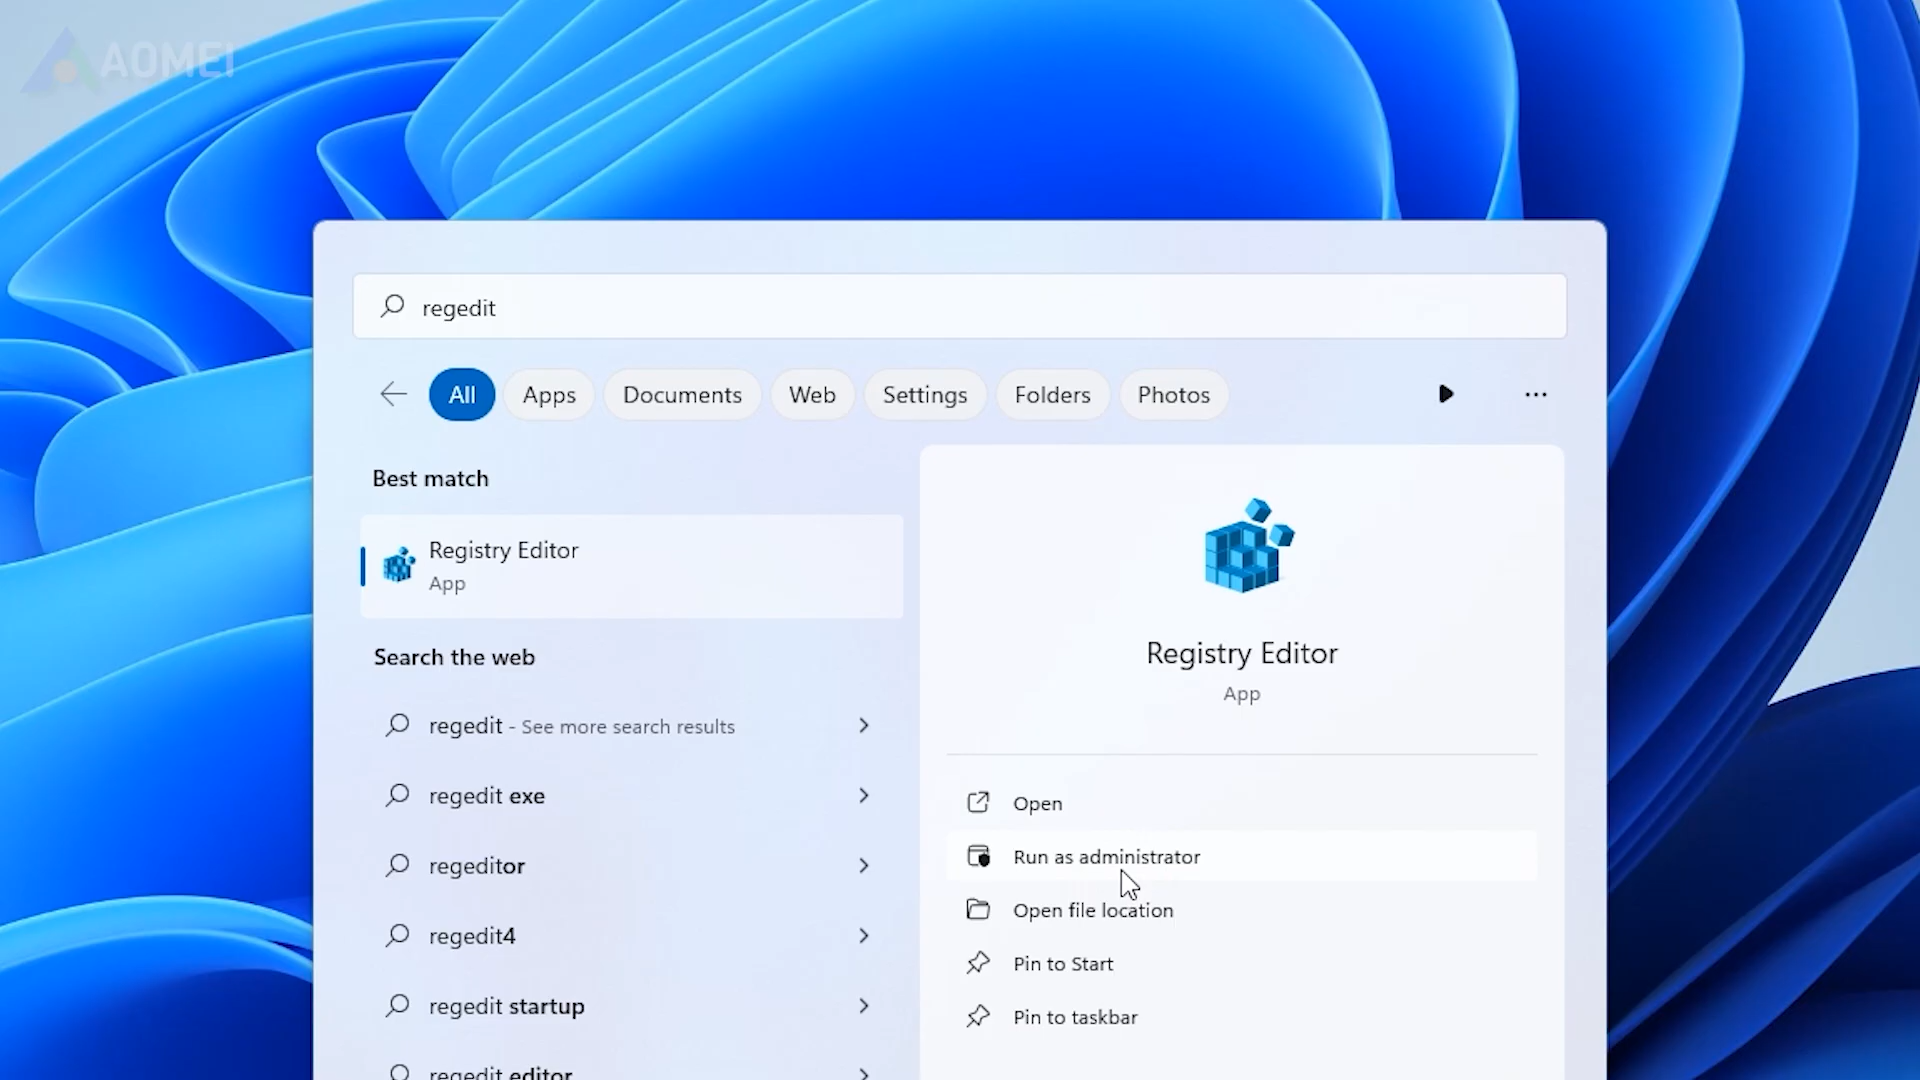 AOMEI
regedit
All
Apps
Documents
Web
Settings
Folders
Photos
Best match
Registry Editor
App
Search the web
regedit - See more search results
regedit exe
regeditor
regedit4
regedit startup
regedit editor
Registry Editor
App
Open
Run as administrator
Open file location
Pin to Start
Pin to taskbar